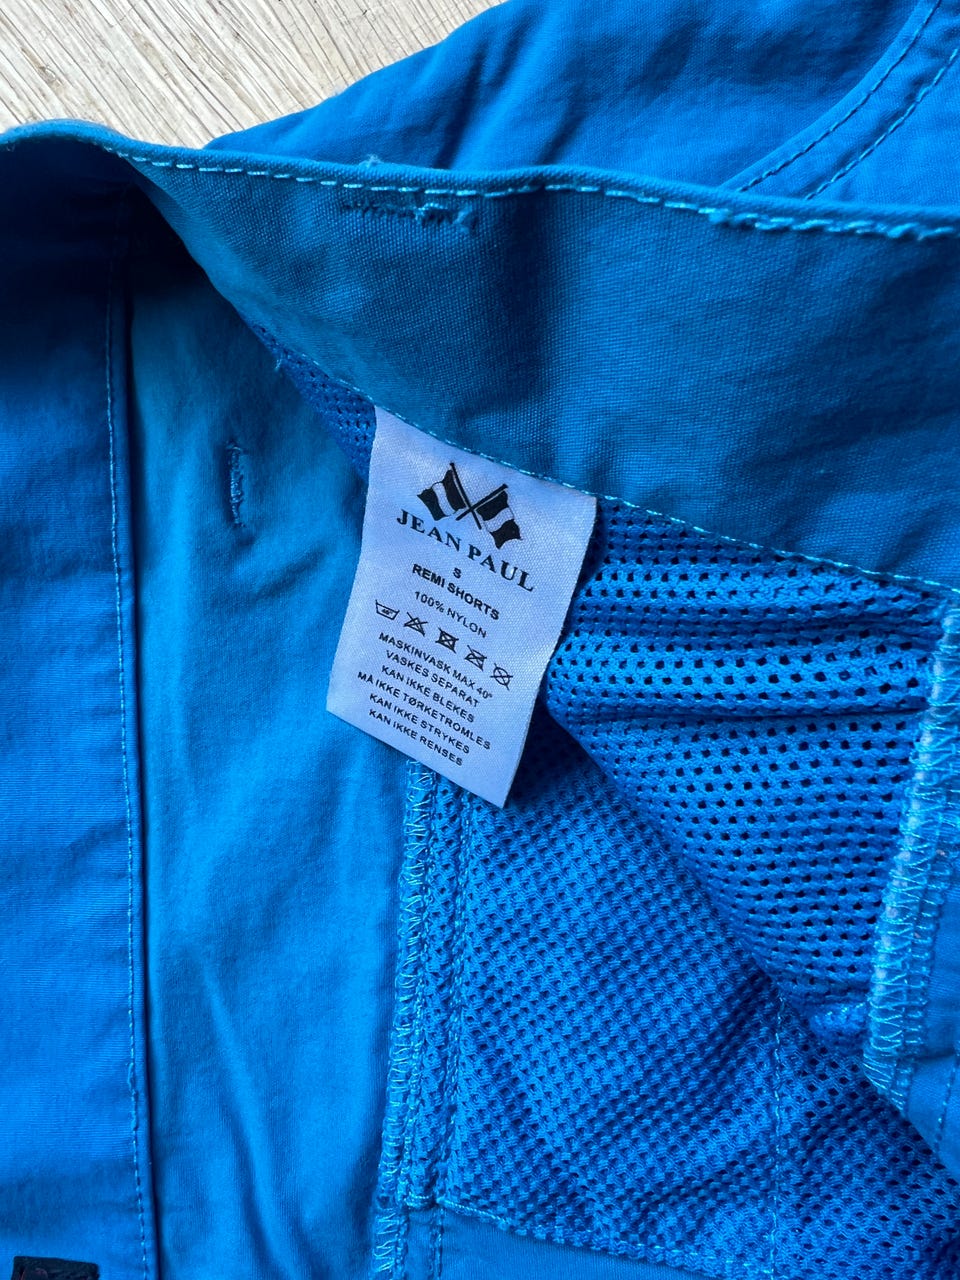 JEAN PAUL
S
REMI SHORTS
100% NYLON
40°
MASKINVASK MAX 40°
VASKES SEPARAT
KAN IKKE BLEKES
MÅ IKKE TØRKETROMLES
KAN IKKE STRYKES
KAN IKKE RENSES